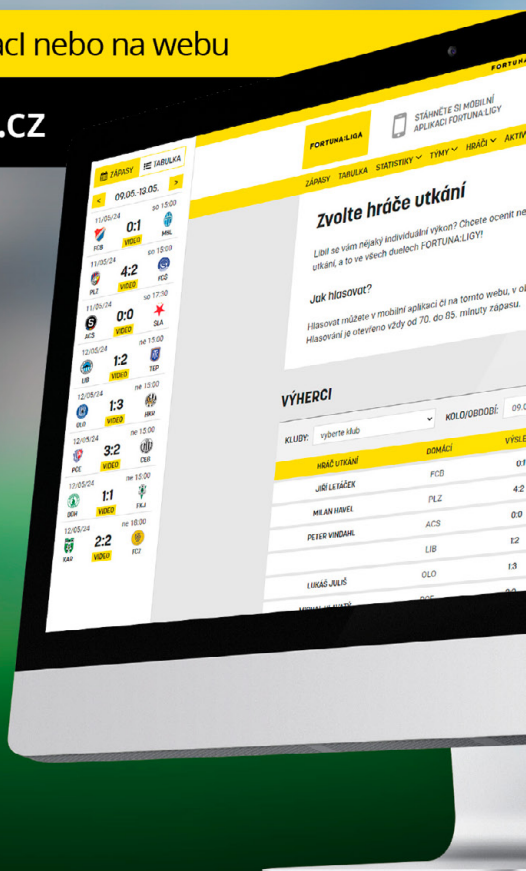 acl nebo na webu
.cz
FORTUNA:LIGA
STÁHNĚTE SI MOBILNÍ
APLIKACI FORTUNA:LIGY
ZÁPASY TABULKA STATISTIKY TÝMY HRÁČI
ZÁPASY TABULKA
< 09.05.-13.05. >
11/05/24 so 15:00
FCB 0:1 MBL
VIDEO
11/05/24 so 15:00
PLZ 4:2 FCS
VIDEO
11/05/24 so 17:30
ACS 0:0 SLA
VIDEO
12/05/24 ne 15:00
LIB 1:2 TEP
VIDEO
12/05/24 ne 15:00
OLO 1:3 HKR
VIDEO
12/05/24 ne 15:00
PCE 3:2 CEB
VIDEO
12/05/24 ne 15:00
BOH 1:1 FKJ
VIDEO
12/05/24 ne 18:00
KAR 2:2 FCZ
VIDEO
Zvolte hráče utkání
Líbil se vám nějaký individuální výkon? Chcete ocenit
utkání, a to ve všech duelech FORTUNA:LIGY!
Jak hlasovat?
Hlasovat můžete v mobilní aplikaci či na tomto webu, v
Hlasování je otevřeno vždy od 70. do 85. minuty zápasu.
VÝHERCI
KLUBY: vyberte klub KOLO/OBDOBÍ: 09.0
HRÁČ UTKÁNÍ DOMÁCÍ VÝSLE
JIŘÍ LETÁČEK FCB 0:1
MILAN HAVEL PLZ 4:2
PETER VINDAHL ACS 0:0
LIB 1:2
LUKÁŠ JULIŠ OLO 1:3